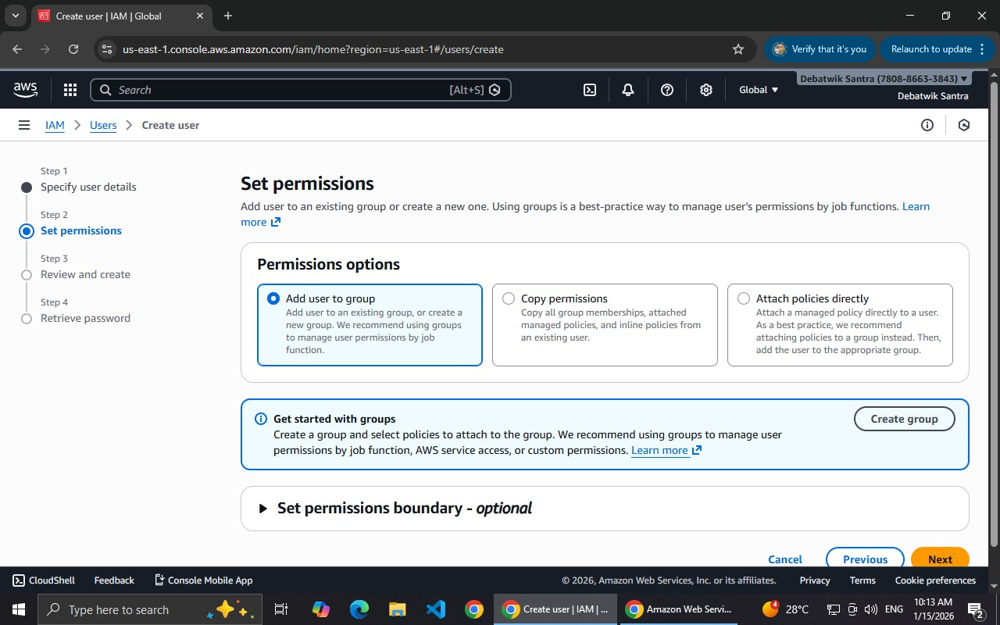 Create user | IAM | Global
us-east-1.console.aws.amazon.com/iam/home?region=us-east-1#/users/create
Verify that it's you
Relaunch to update
aws
Search
[Alt+S]
Global
Debatwik Santra (7808-8663-3843)
Debatwik Santra
IAM
Users
Create user
Step 1
Specify user details
Step 2
Set permissions
Step 3
Review and create
Step 4
Retrieve password
Set permissions
Add user to an existing group or create a new one. Using groups is a best-practice way to manage user's permissions by job functions. Learn
more
Permissions options
Add user to group
Add user to an existing group, or create a
new group. We recommend using groups
to manage user permissions by job
function.
Copy permissions
Copy all group memberships, attached
managed policies, and inline policies from
an existing user.
Attach policies directly
Attach a managed policy directly to a user.
As a best practice, we recommend
attaching policies to a group instead. Then,
add the user to the appropriate group.
Get started with groups
Create a group and select policies to attach to the group. We recommend using groups to manage user
permissions by job function, AWS service access, or custom permissions. Learn more
Create group
Set permissions boundary - optional
Cancel
Previous
Next
CloudShell
Feedback
Console Mobile App
© 2026, Amazon Web Services, Inc. or its affiliates.
Privacy
Terms
Cookie preferences
Type here to search
Create user | IAM | ...
Amazon Web Servi...
4
28°C
ENG
10:13 AM
1/15/2026
2